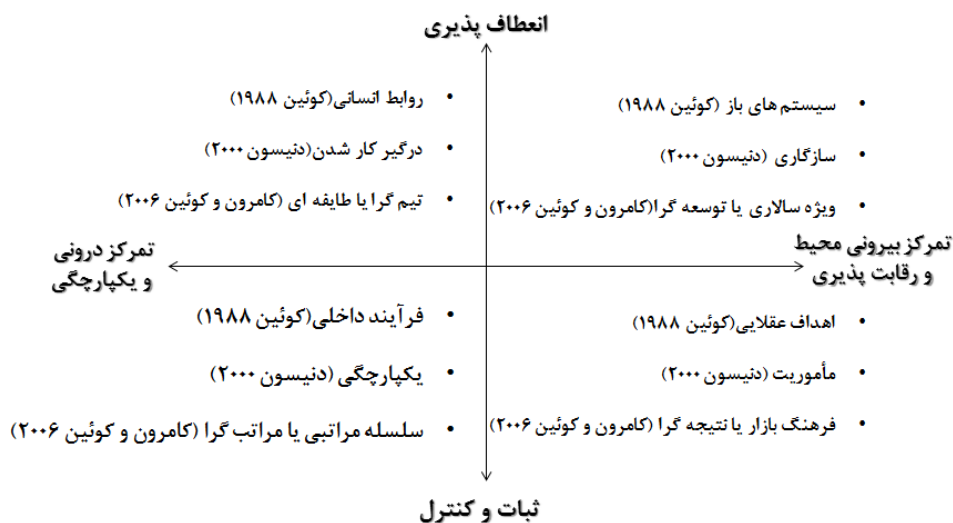 انعطاف پذیری
سیستم های باز (کوئین ۱۹۸۸)
سازگاری (دنیسون ۲۰۰۰)
ویژه سالاری یا توسعه گرا(کامرون و کوئین ۲۰۰۶)
روابط انسانی(کوئین ۱۹۸۸)
درگیر کار شدن(دنیسون ۲۰۰۰)
تیم گرا یا طایفه ای (کامرون و کوئین ۲۰۰۶)
تمرکز بیرونی محیط
و رقابت پذیری
تمرکز درونی
و یکپارچگی
اهداف عقلایی(کوئین ۱۹۸۸)
مأموریت (دنیسون ۲۰۰۰)
فرهنگ بازار یا نتیجه گرا (کامرون و کوئین ۲۰۰۶)
فرآیند داخلی(کوئین ۱۹۸۸)
یکپارچگی (دنیسون ۲۰۰۰)
سلسله مراتبی یا مراتب گرا (کامرون و کوئین ۲۰۰۶)
ثبات و کنترل